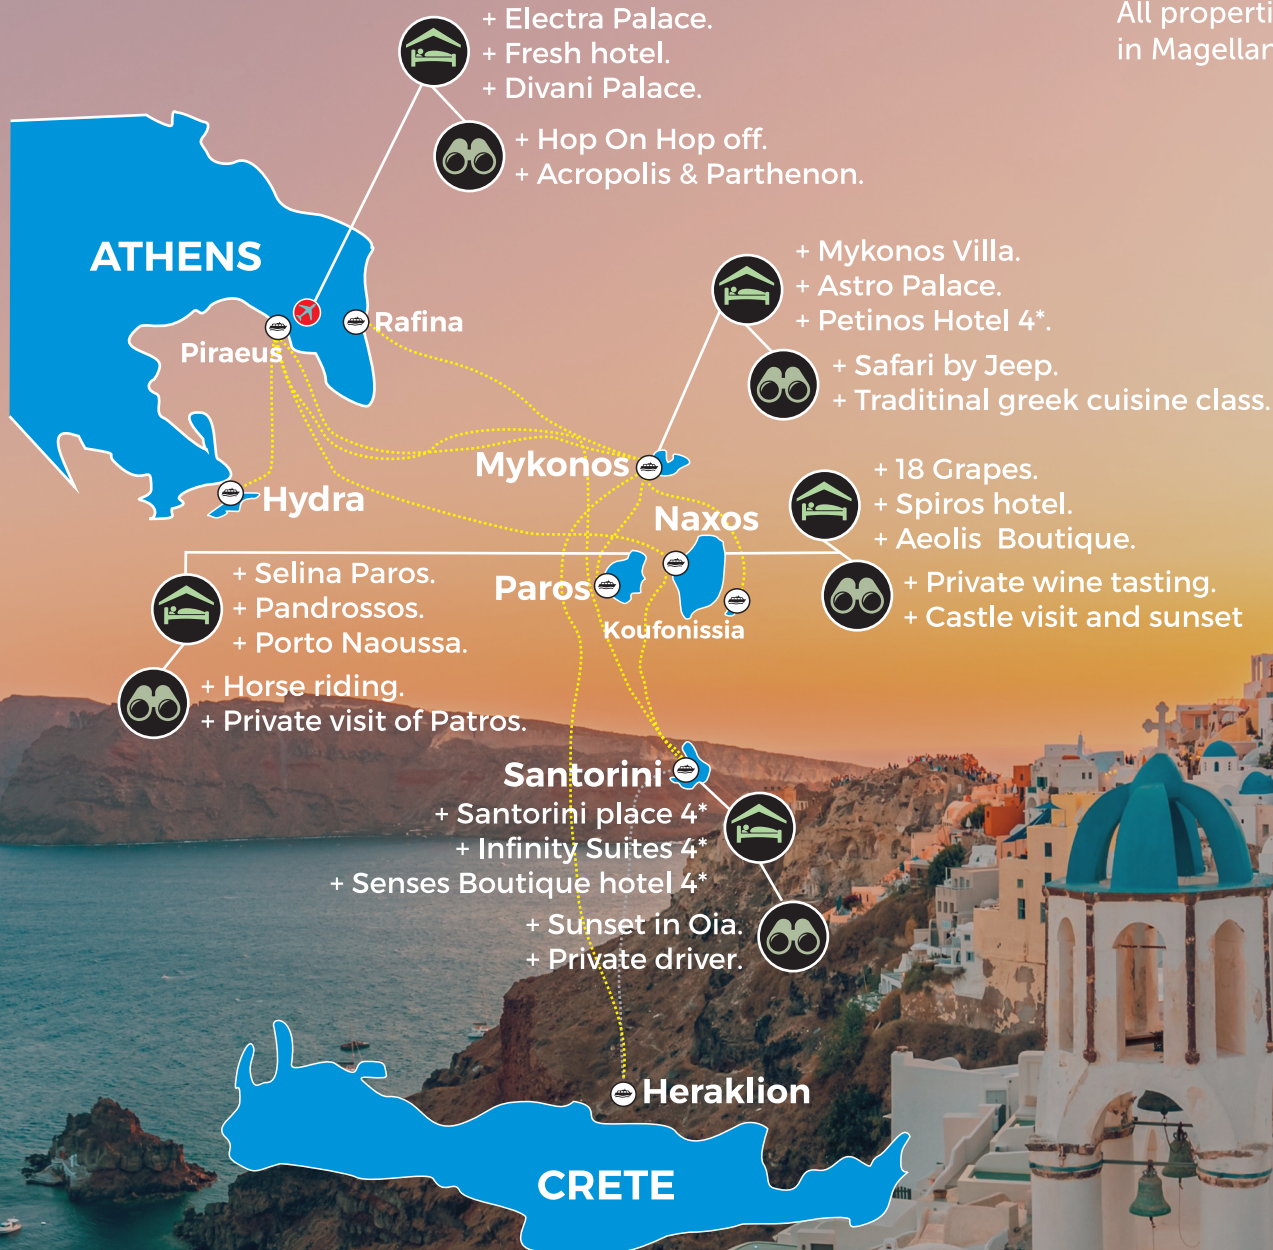 All properti
in Magellan
+ Electra Palace.
+ Fresh hotel.
+ Divani Palace.
+ Hop On Hop off.
+ Acropolis & Parthenon.
ATHENS
Rafina
Piraeus
+ Mykonos Villa.
+ Astro Palace.
+ Petinos Hotel 4*.
+ Safari by Jeep.
+ Traditinal greek cuisine class.
Mykonos
Hydra
Naxos
+ 18 Grapes.
+ Spiros hotel.
+ Aeolis Boutique.
+ Private wine tasting.
+ Castle visit and sunset
Paros
Koufonissia
+ Selina Paros.
+ Pandrossos.
+ Porto Naoussa.
+ Horse riding.
+ Private visit of Patros.
Santorini
+ Santorini place 4*
+ Infinity Suites 4*
+ Senses Boutique hotel 4*
+ Sunset in Oia.
+ Private driver.
Heraklion
CRETE